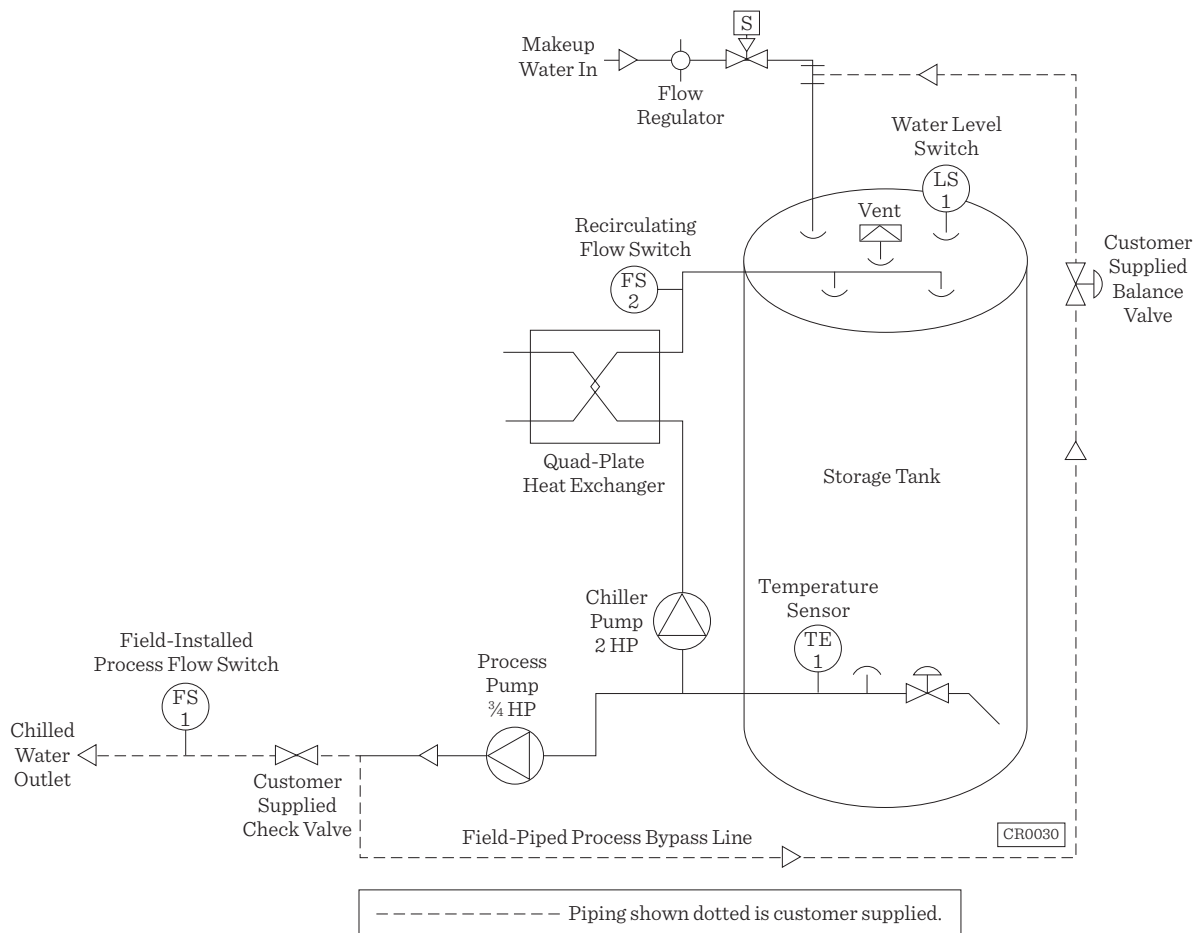 S
Makeup
Water In
Flow
Regulator
Water Level
Switch
LS
1
Vent
Recirculating
Flow Switch
FS
2
Customer
Supplied
Balance
Valve
Quad-Plate
Heat Exchanger
Storage Tank
Chiller
Pump
2 HP
Temperature
Sensor
TE
1
Field-Installed
Process Flow Switch
FS
1
Process
Pump
¾ HP
Chilled
Water
Outlet
Customer
Supplied
Check Valve
Field-Piped Process Bypass Line
CR0030
Piping shown dotted is customer supplied.